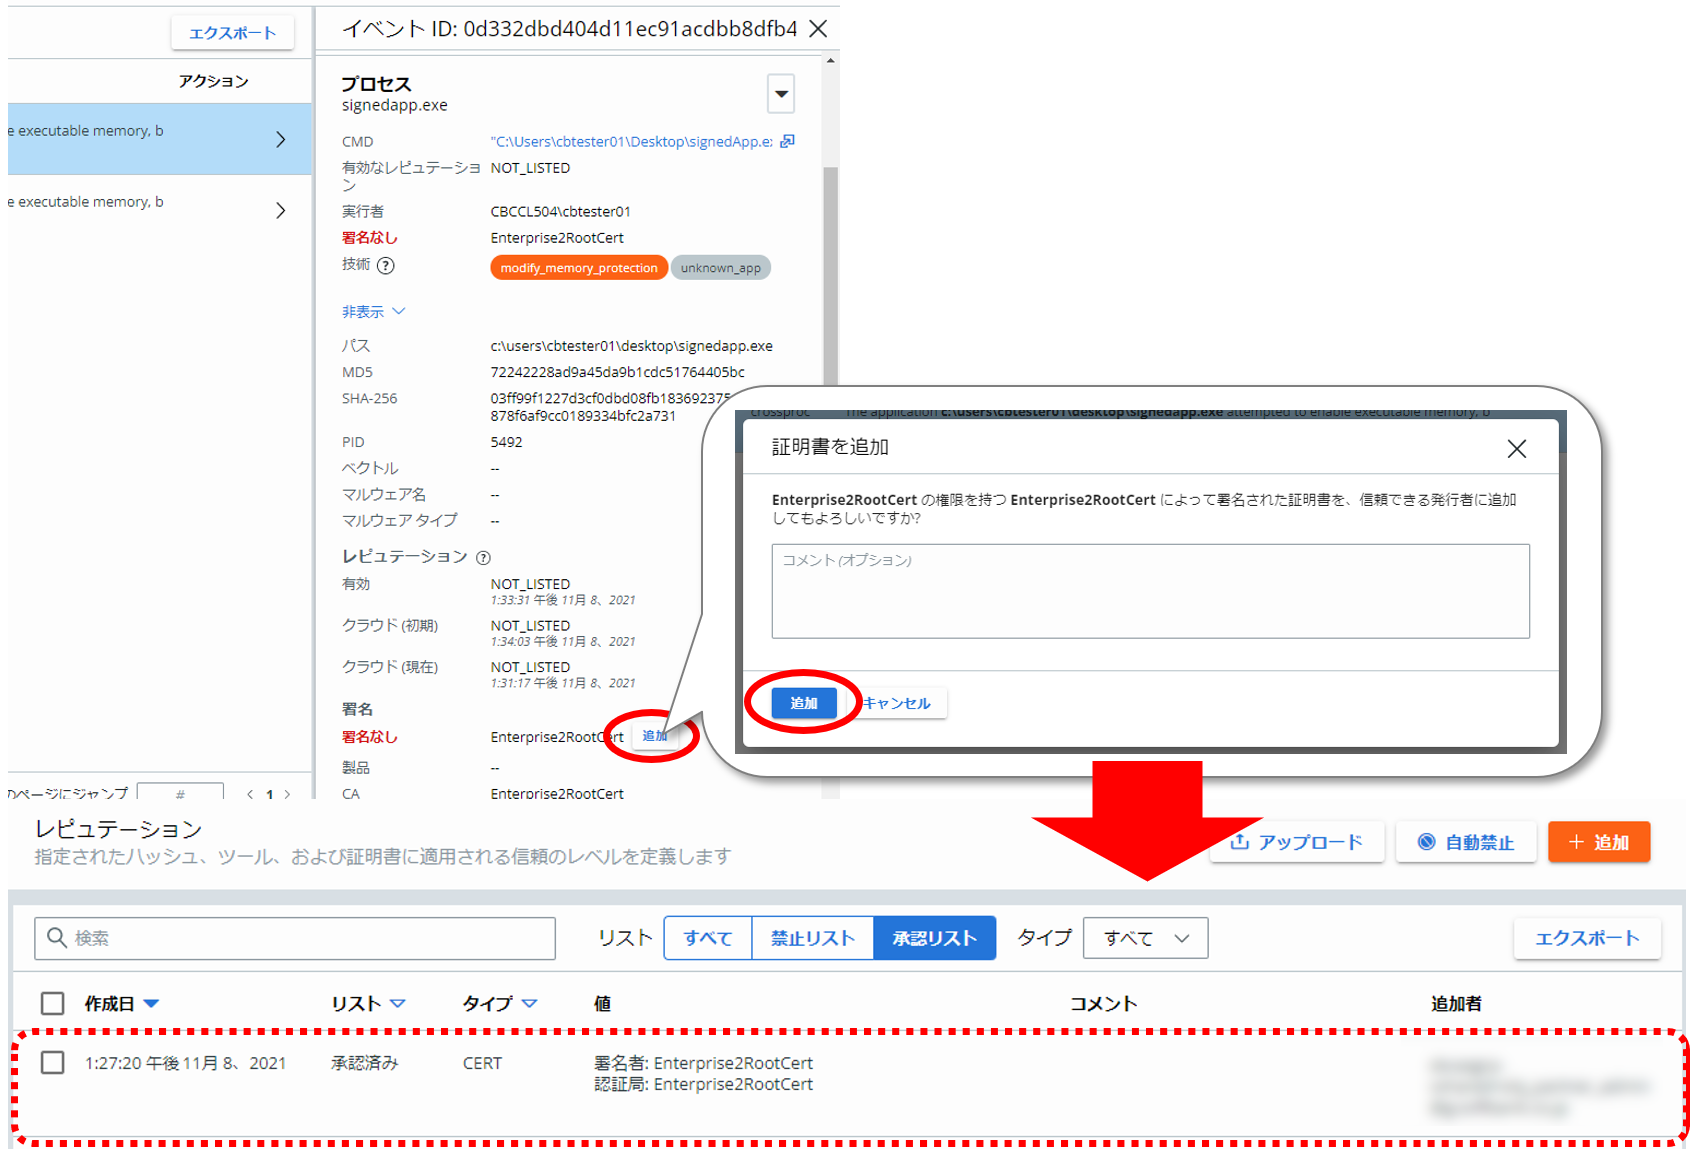 エクスポート
アクション
e executable memory, b
e executable memory, b
のページにジャンプ
#
1
イベント ID: 0d332dbd404d11ec91acdbb8dfb4
プロセス
signedapp.exe
CMD "C:\Users\cbtester01\Desktop\signedApp.e
有効なレピュテーション NOT_LISTED
実行者 CBCCL504\cbtester01
署名なし Enterprise2RootCert
技術 ? modify_memory_protection unknown_app
非表示
パス c:\users\cbtester01\desktop\signedapp.exe
MD5 72242228ad9a45da9b1cdc51764405bc
SHA-256 03ff99f1227d3cf0dbd08fb183692375
878f6af9cc0189334bfc2a731
PID 5492
ベクトル --
マルウェア名 --
マルウェア タイプ --
レピュテーション ?
有効 NOT_LISTED
1:33:31 午後 11月 8、2021
クラウド (初期) NOT_LISTED
1:34:03 午後 11月 8、2021
クラウド (現在) NOT_LISTED
1:31:17 午後 11月 8、2021
署名
署名なし Enterprise2RootCert 追加
製品 --
CA Enterprise2RootCert
crossproc The application c:\users\cbtester01\desktop\signedapp.exe attempted to enable executable memory, b
証明書を追加
Enterprise2RootCert の権限を持つ Enterprise2RootCert によって署名された証明書を、信頼できる発行者に追加
してもよろしいですか?
コメント (オプション)
追加 キャンセル
レピュテーション
指定されたハッシュ、ツール、および証明書に適用される信頼のレベルを定義します
アップロード 自動禁止 + 追加
検索 リスト すべて 禁止リスト 承認リスト タイプ すべて エクスポート
作成日 リスト タイプ 値 コメント 追加者
1:27:20 午後 11月 8、2021 承認済み CERT 署名者: Enterprise2RootCert
認証局: Enterprise2RootCert